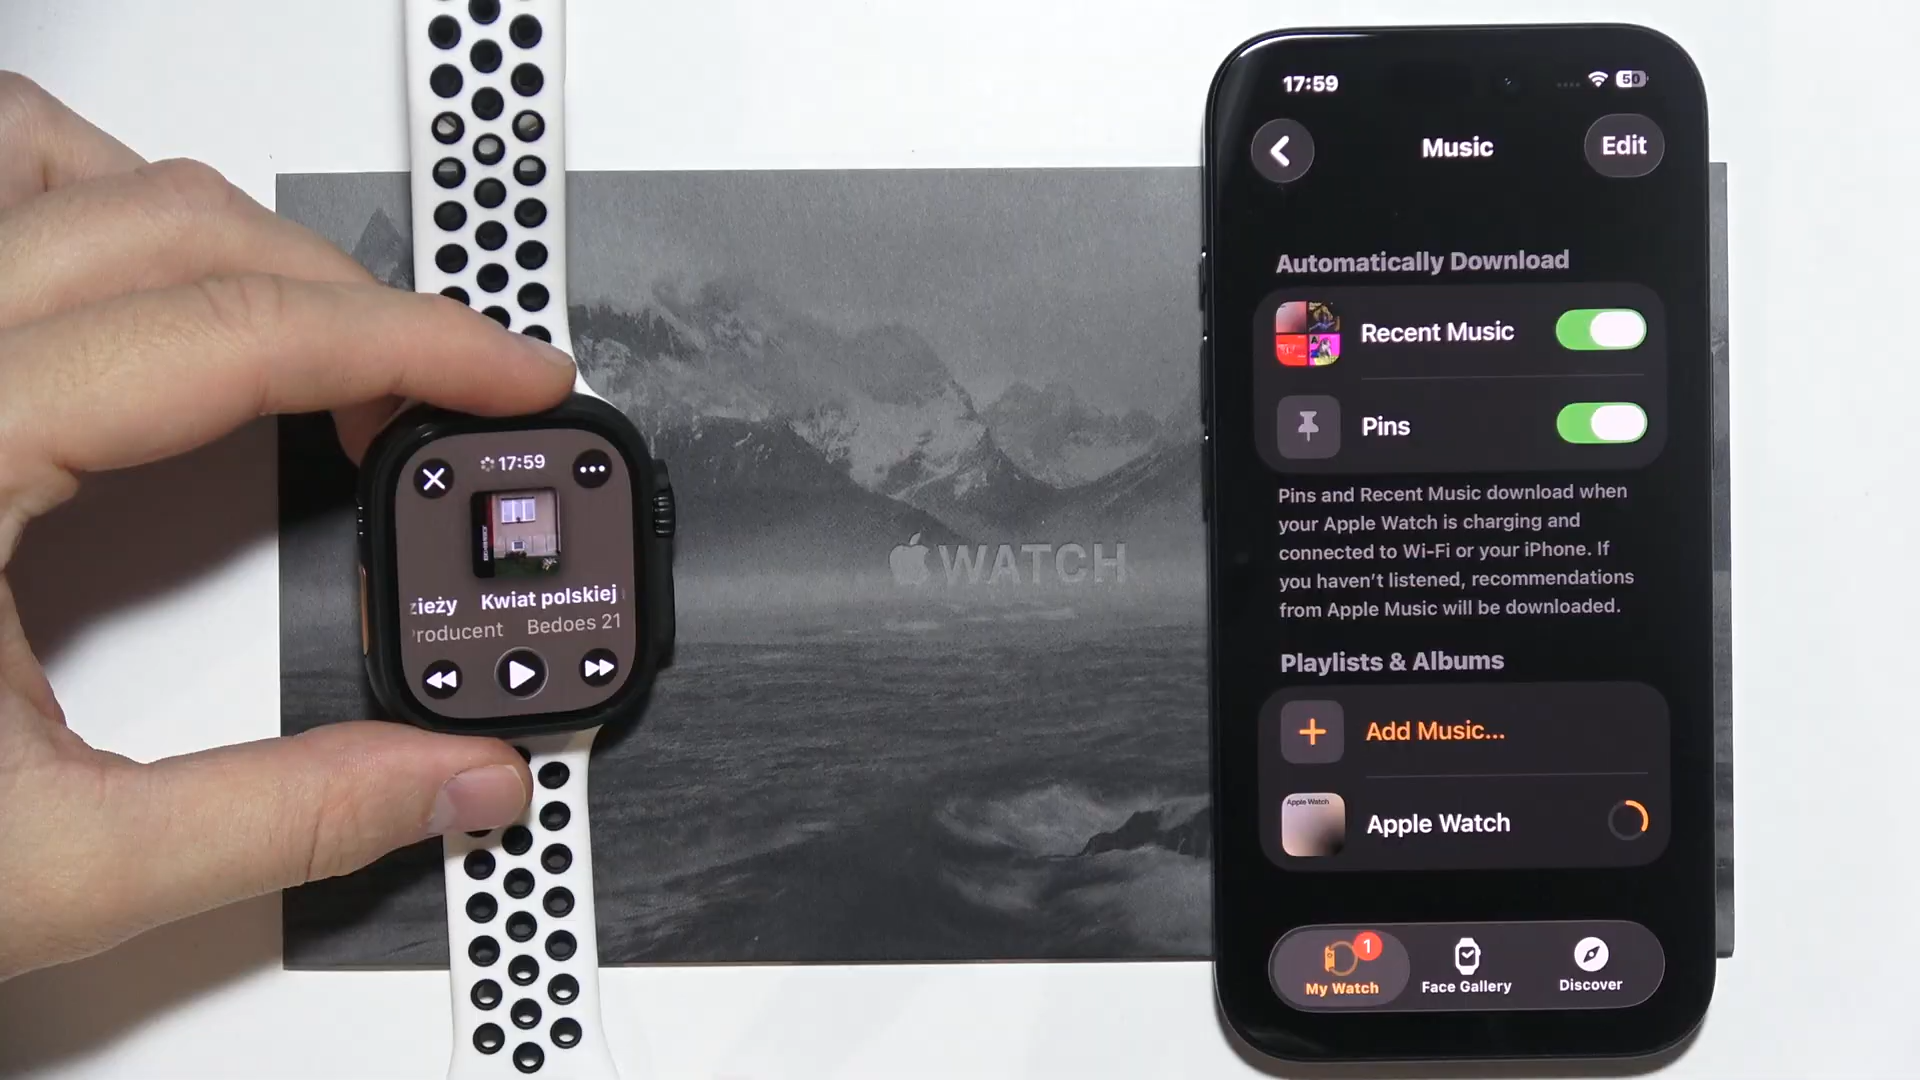 17:59
zieży Kwiat polskiej
roducent Bedoes 21
WATCH
17:59
50
Music
Edit
Automatically Download
Recent Music
Pins
Pins and Recent Music download when
your Apple Watch is charging and
connected to Wi-Fi or your iPhone. If
you haven't listened, recommendations
from Apple Music will be downloaded.
Playlists & Albums
Add Music...
Apple Watch
Apple Watch
1
My Watch
Face Gallery
Discover